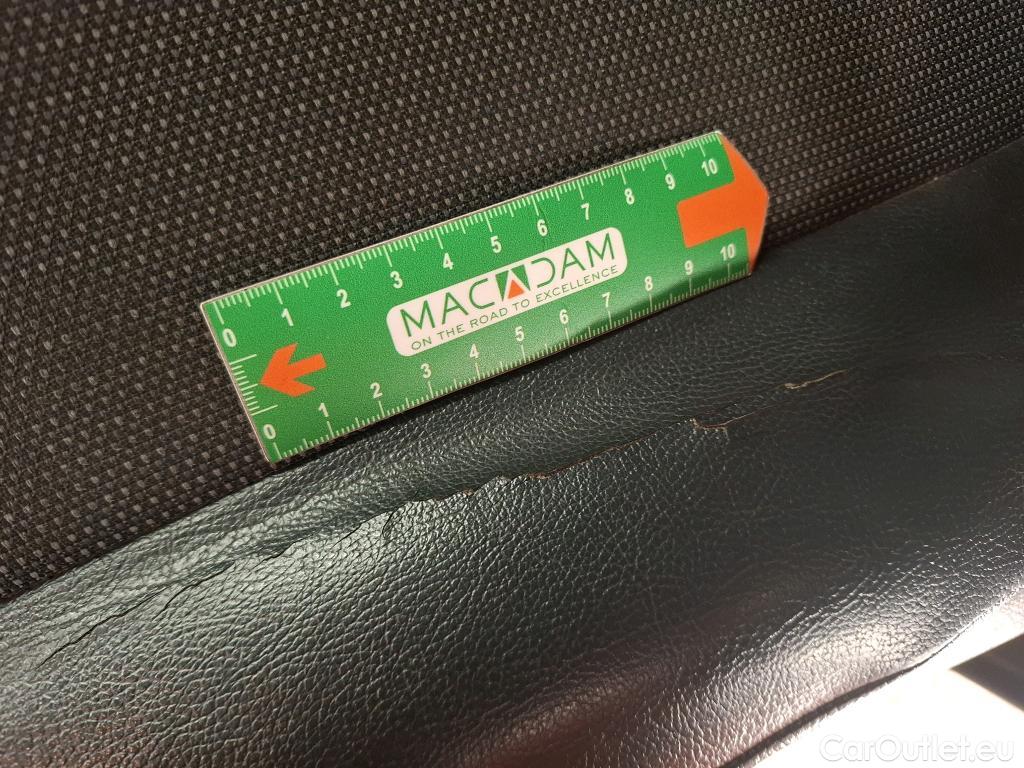 0 1 2 3 4 5 6 7 8 9 10
MACADAM
ON THE ROAD TO EXCELLENCE
0 1 2 3 4 5 6 7 8 9 10
CarOutlet.eu